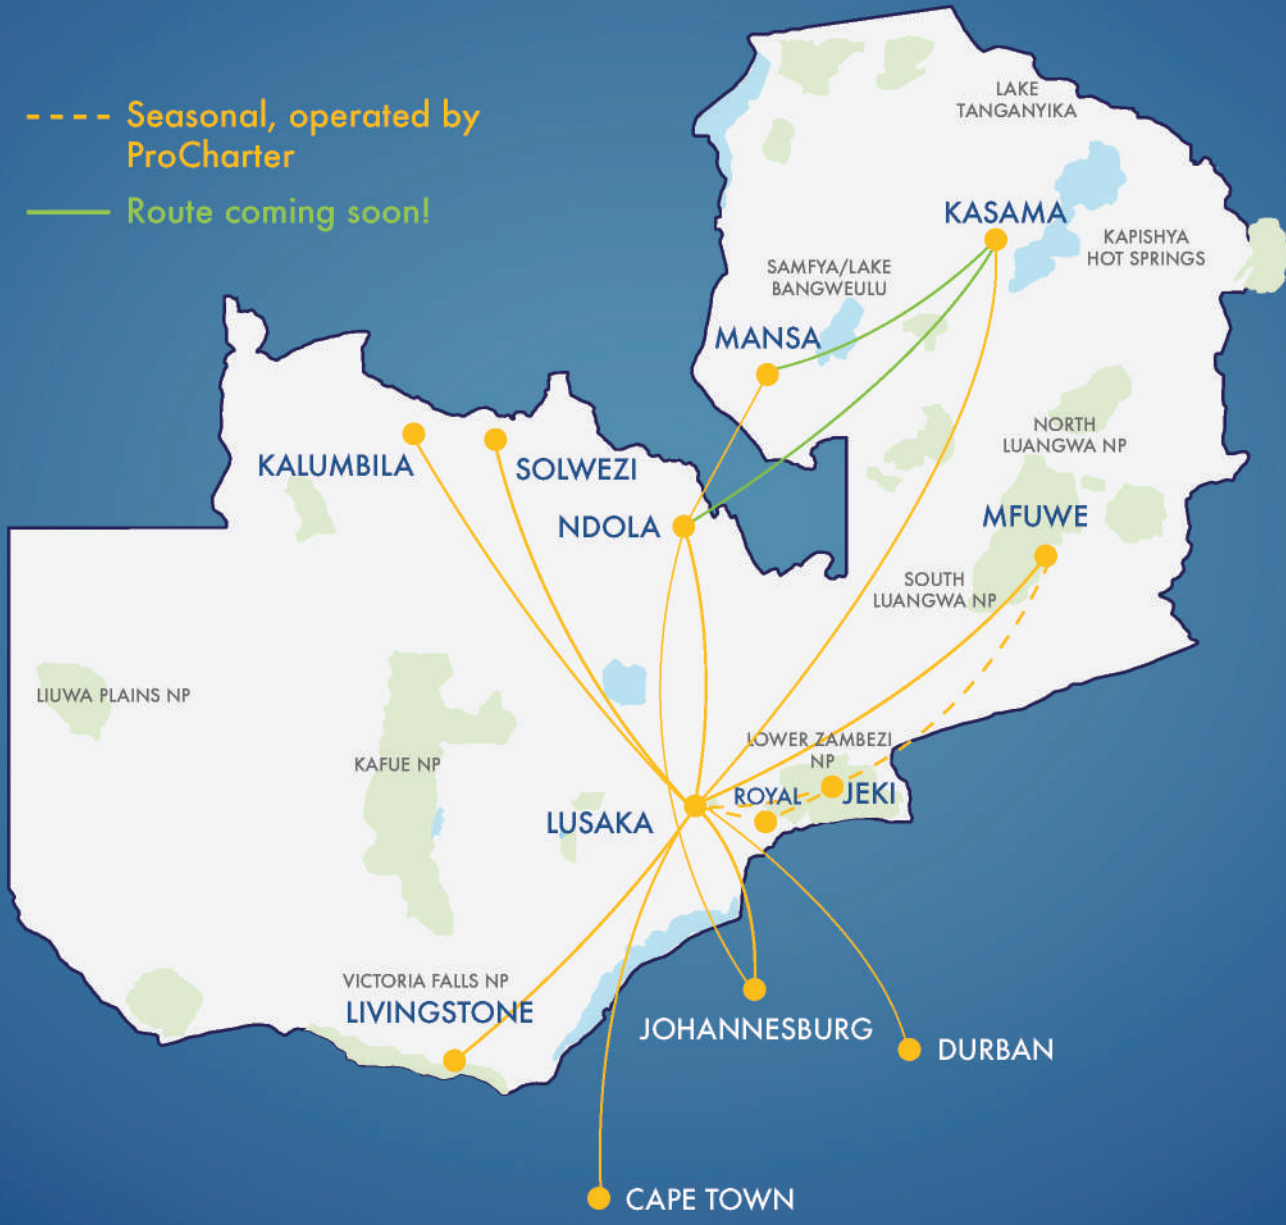 Seasonal, operated by
ProCharter
Route coming soon!
LAKE
TANGANYIKA
KASAMA
KAPISHYA
HOT SPRINGS
SAMFYA/LAKE
BANGWEULU
MANSA
NORTH
LUANGWA NP
KALUMBILA
SOLWEZI
NDOLA
MFUWE
SOUTH
LUANGWA NP
LIUWA PLAINS NP
KAFUE NP
LOWER ZAMBEZI
NP
ROYAL
JEKI
LUSAKA
VICTORIA FALLS NP
LIVINGSTONE
JOHANNESBURG
DURBAN
CAPE TOWN